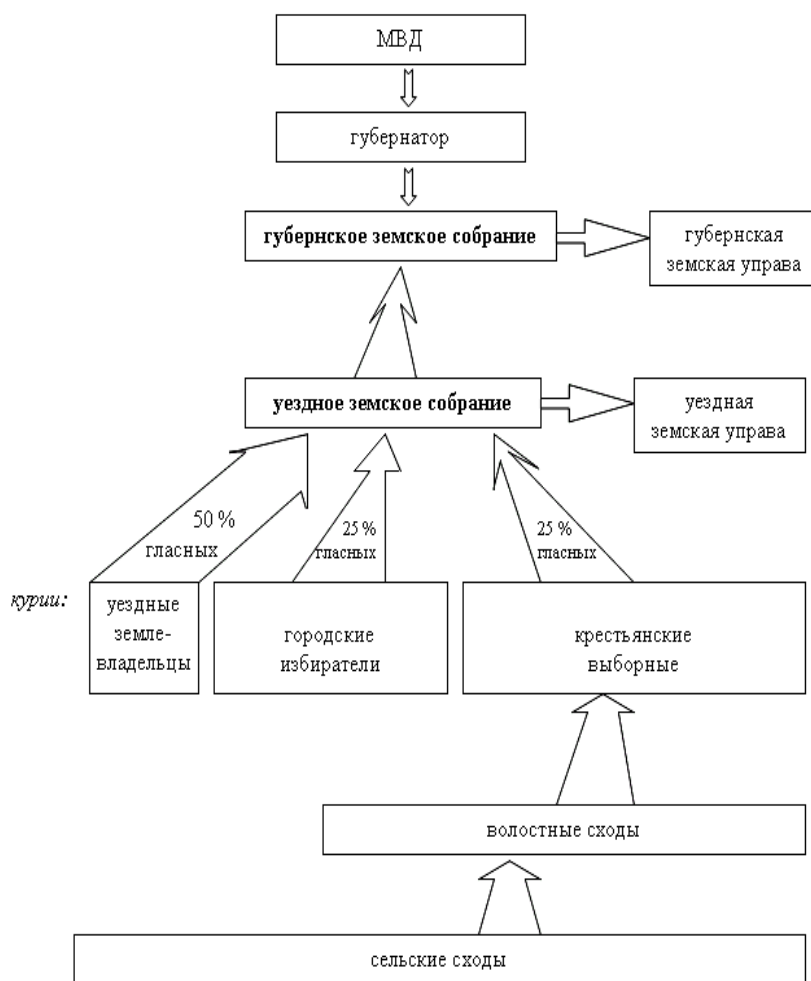 МВД
губернатор
губернское земское собрание
губернская
земская управа
уездное земское собрание
уездная
земская управа
50 %
гласных
25 %
гласных
25 %
гласных
курии:
уездные
земле-
владельцы
городские
избиратели
крестьянские
выборные
волостные сходы
сельские сходы